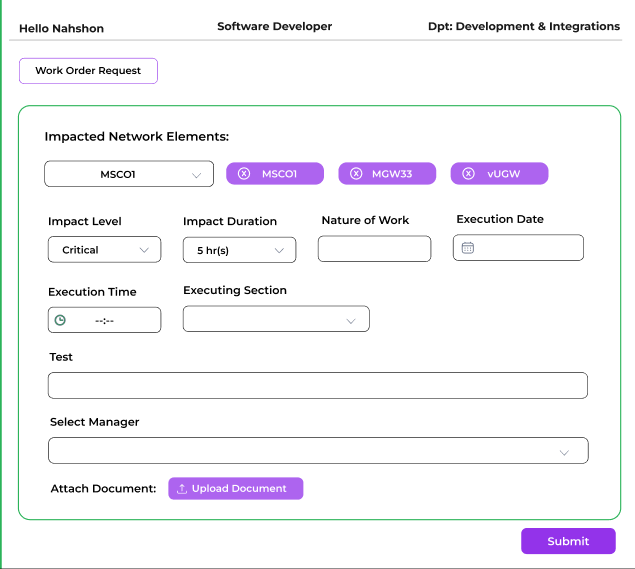 Hello Nahshon Software Developer Dpt: Development & Integrations
Work Order Request
Impacted Network Elements:
MSCO1 MSCO1 MGW33 vUGW
Impact Level Impact Duration Nature of Work Execution Date
Critical 5 hr(s)
Execution Time Executing Section
--:--
Test
Select Manager
Attach Document: Upload Document
Submit